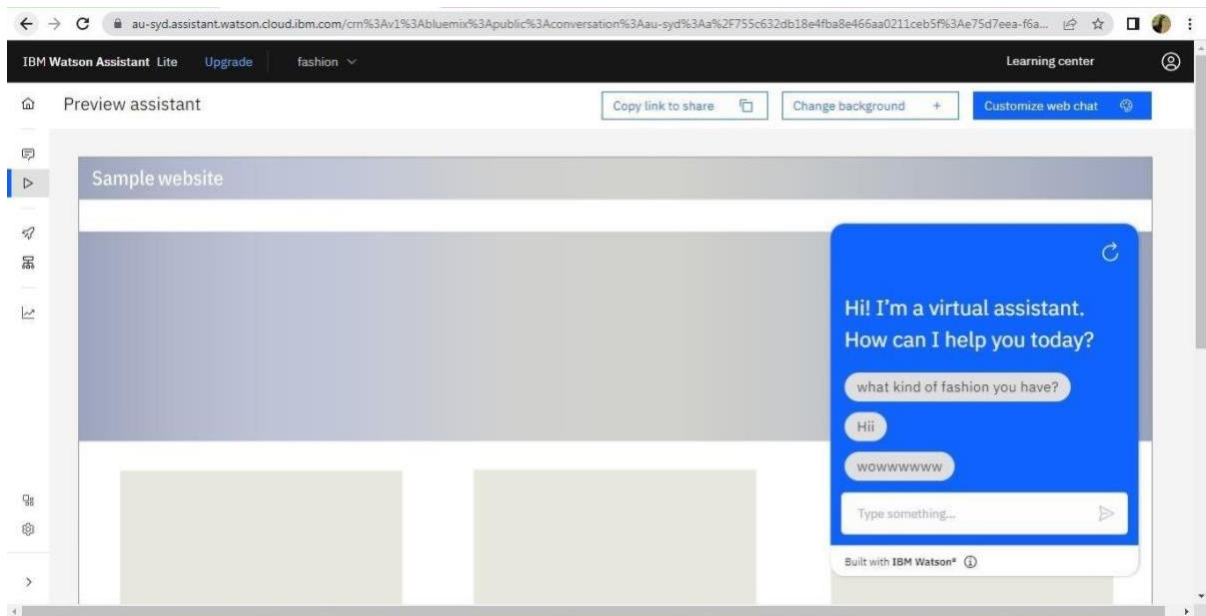 au-syd.assistant.watson.cloud.ibm.com/crn%3Av1%3Abluemix%3Apublic%3Aconversation%3Aau-syd%3Aa%2F755c632db18e4fba8e466aa0211ceb5f%3Ae75d7eea-f6a...
IBM Watson Assistant Lite Upgrade fashion Learning center
Preview assistant Copy link to share Change background + Customize web chat
Sample website
Hi! I'm a virtual assistant.
How can I help you today?
what kind of fashion you have?
Hii
wowwwwww
Type something...
Built with IBM Watson®